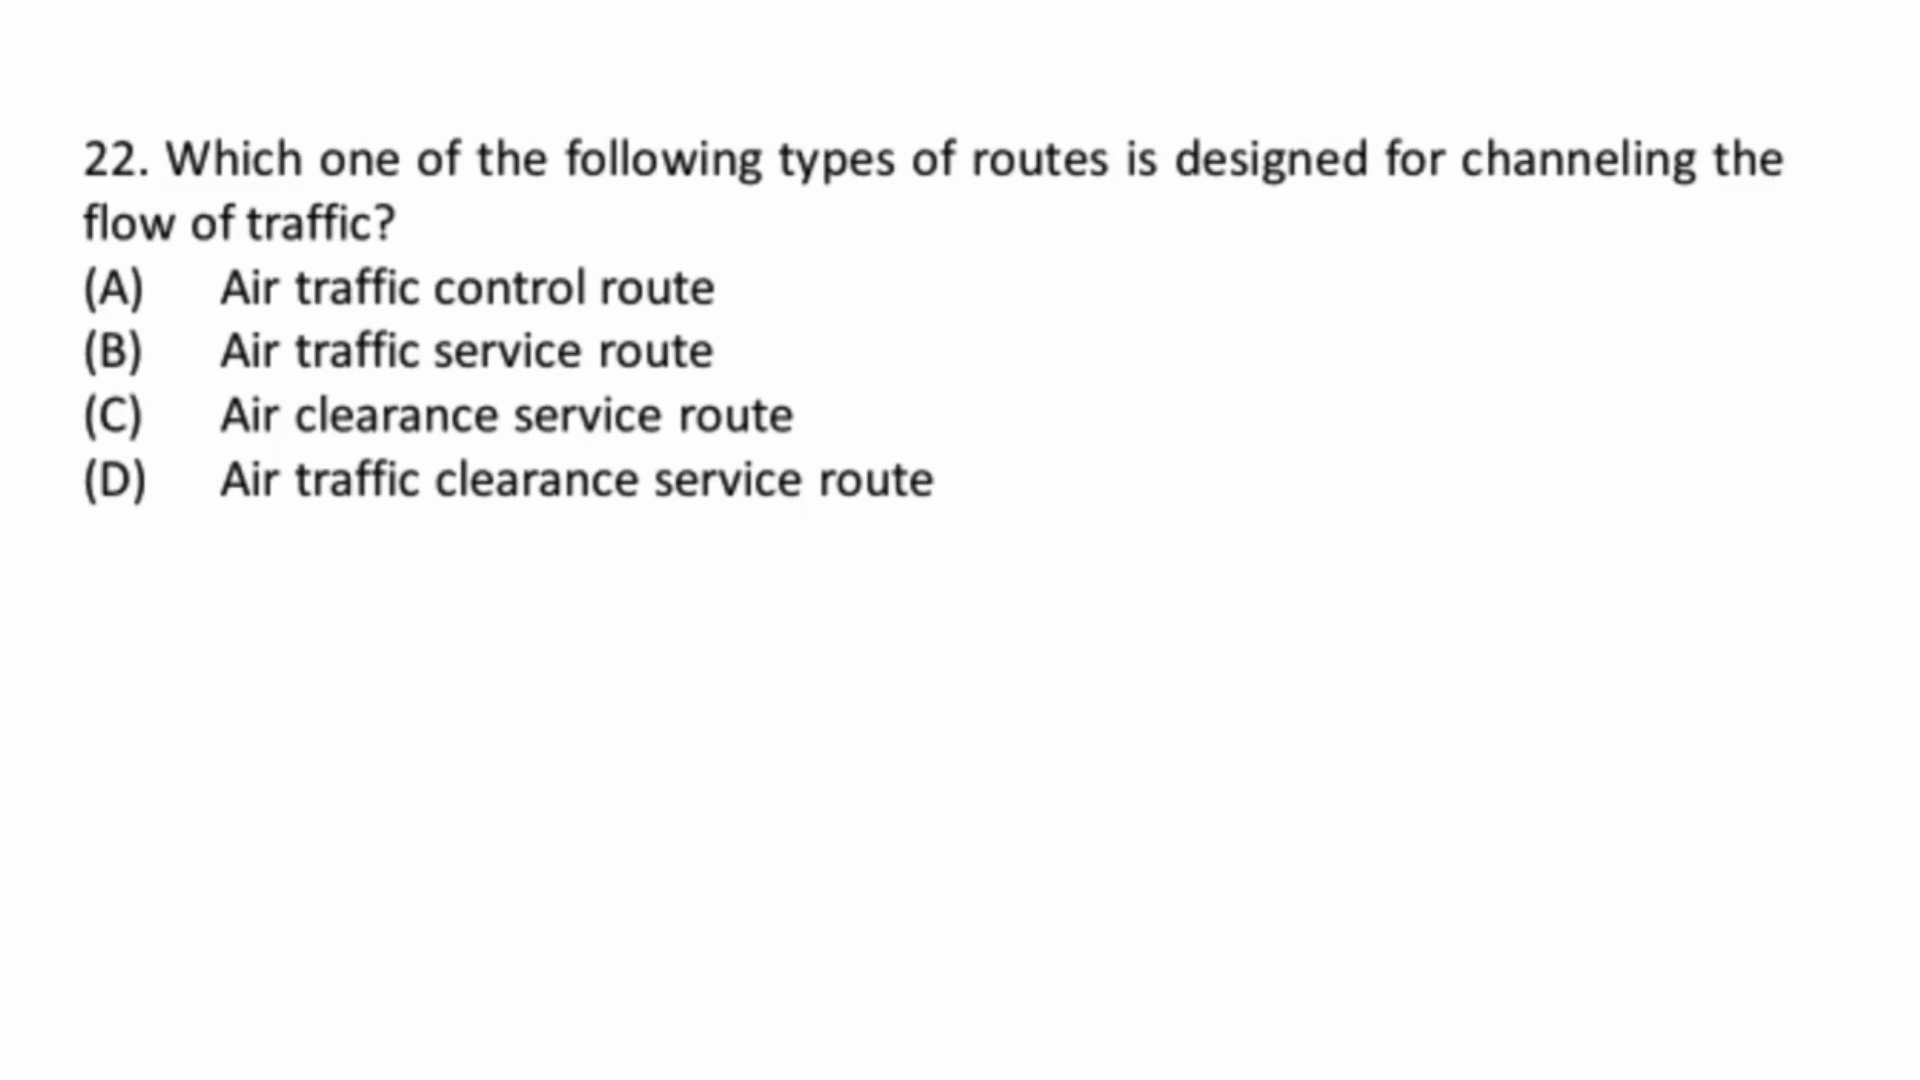 22. Which one of the following types of routes is designed for channeling the
flow of traffic?
(A) Air traffic control route
(B) Air traffic service route
(C) Air clearance service route
(D) Air traffic clearance service route